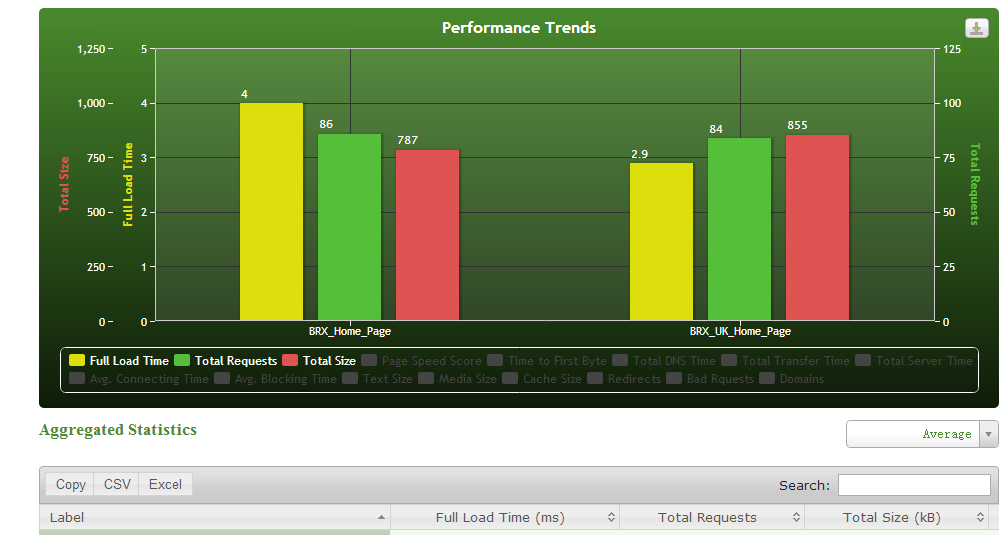 Performance Trends
1,250 5 125
4
1,000 4 100
86 84 855
787
2.9
750 3 75
Total Size Full Load Time Total Requests
500 2 50
250 1 25
0 0 0
BRX_Home_Page BRX_UK_Home_Page
Full Load Time Total Requests Total Size Page Speed Score Time to First Byte Total DNS Time Total Transfer Time Total Server Time
Avg. Connecting Time Avg. Blocking Time Text Size Media Size Cache Size Redirects Bad Rquests Domains
Aggregated Statistics
Average
Copy CSV Excel Search:
Label Full Load Time (ms) Total Requests Total Size (kB)